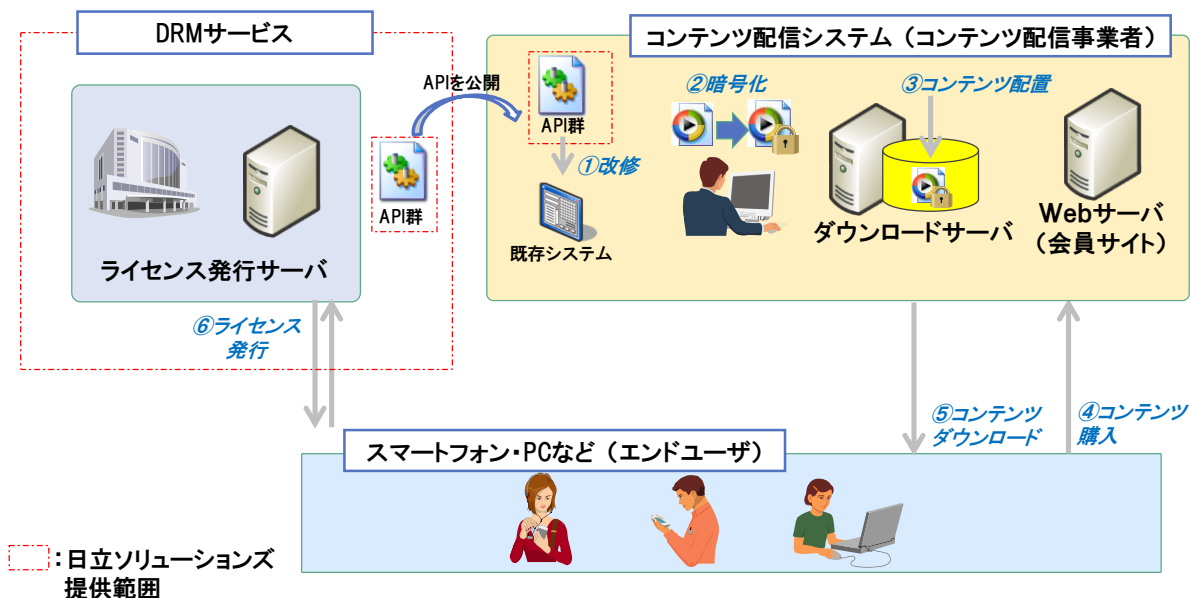 DRMサービス
コンテンツ配信システム（コンテンツ配信事業者）
APIを公開
API群
API群
①改修
既存システム
②暗号化
③コンテンツ配置
ダウンロードサーバ
Webサーバ
（会員サイト）
ライセンス発行サーバ
⑥ライセンス
発行
⑤コンテンツ
ダウンロード
④コンテンツ
購入
スマートフォン・PCなど（エンドユーザ）
：日立ソリューションズ
提供範囲